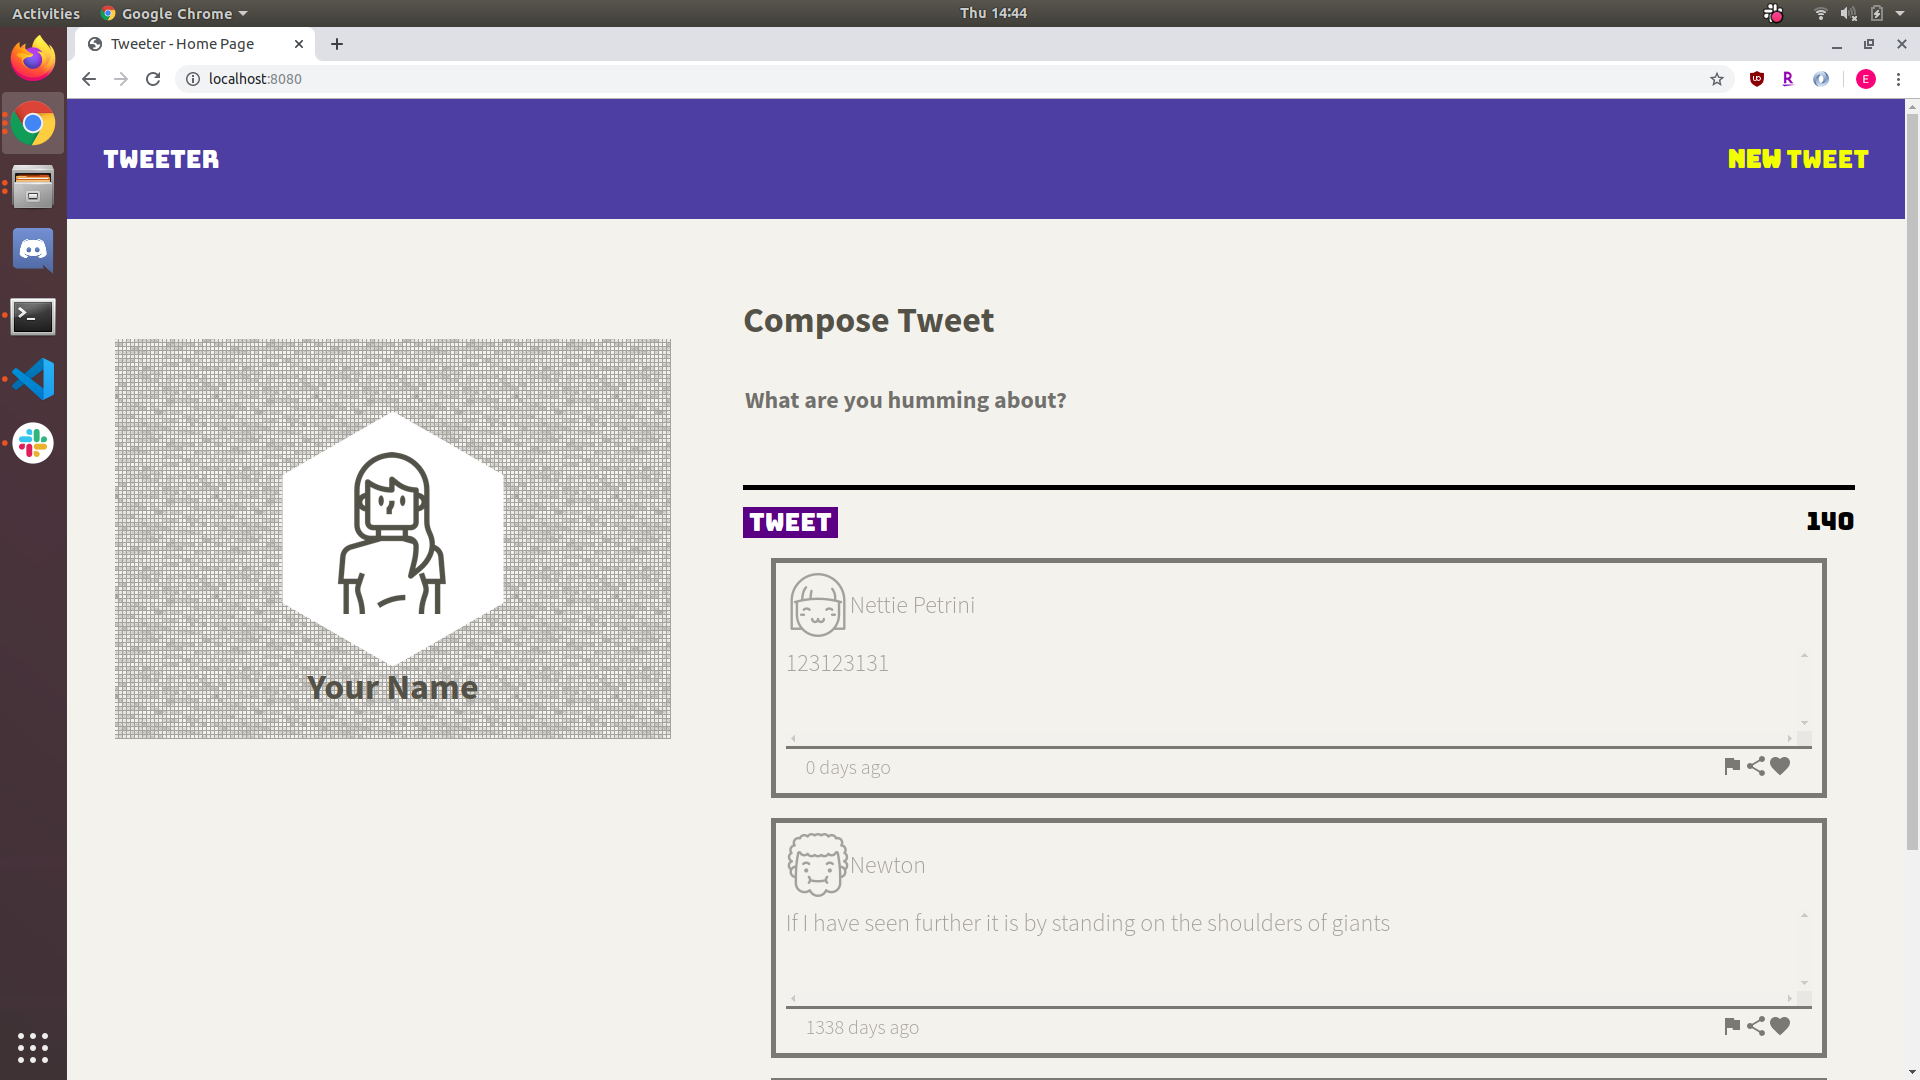 Activities
Google Chrome
Thu 14:44
Tweeter - Home Page
localhost:8080
E
TWEETER
NEW TWEET
Compose Tweet
What are you humming about?
TWEET
140
Your Name
Nettie Petrini
123123131
0 days ago
Newton
If I have seen further it is by standing on the shoulders of giants
1338 days ago